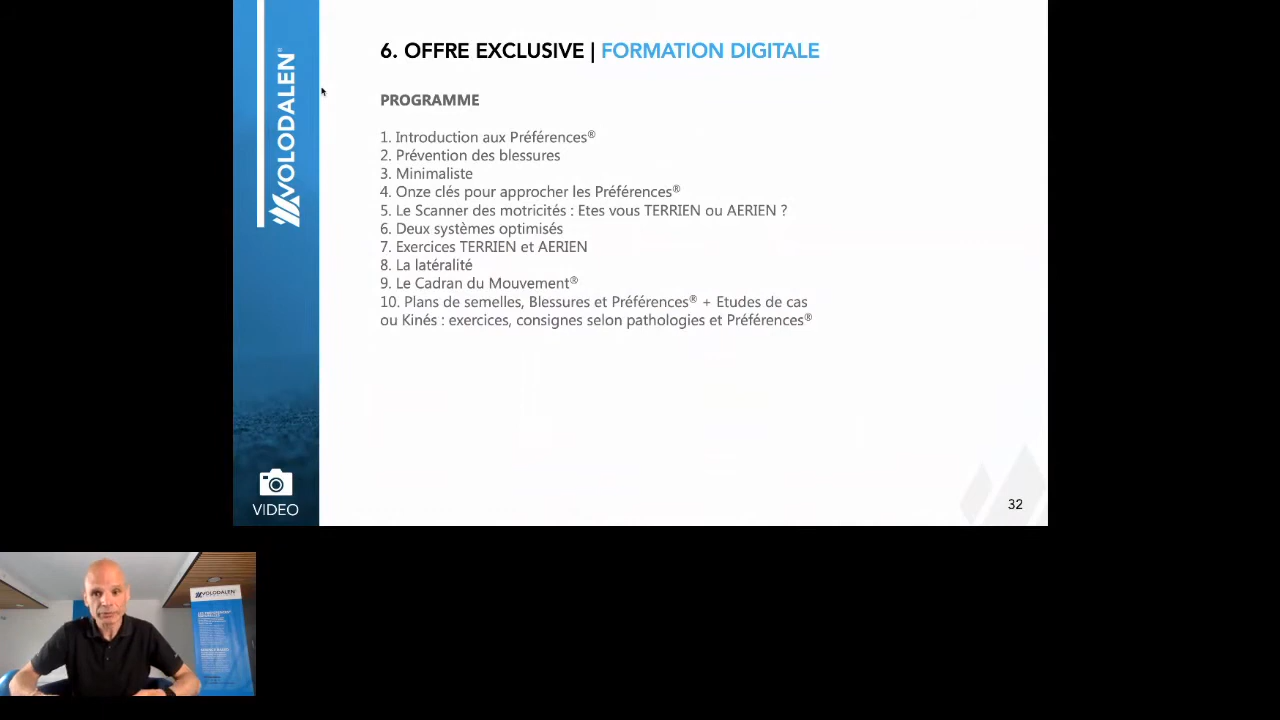 VOLODALEN®
6. OFFRE EXCLUSIVE | FORMATION DIGITALE
PROGRAMME
1. Introduction aux Préférences®
2. Prévention des blessures
3. Minimaliste
4. Onze clés pour approcher les Préférences®
5. Le Scanner des motricités : Etes vous TERRIEN ou AERIEN ?
6. Deux systèmes optimisés
7. Exercices TERRIEN et AERIEN
8. La latéralité
9. Le Cadran du Mouvement®
10. Plans de semelles, Blessures et Préférences® + Etudes de cas
ou Kinés : exercices, consignes selon pathologies et Préférences®
VIDEO
32
VOLODALEN